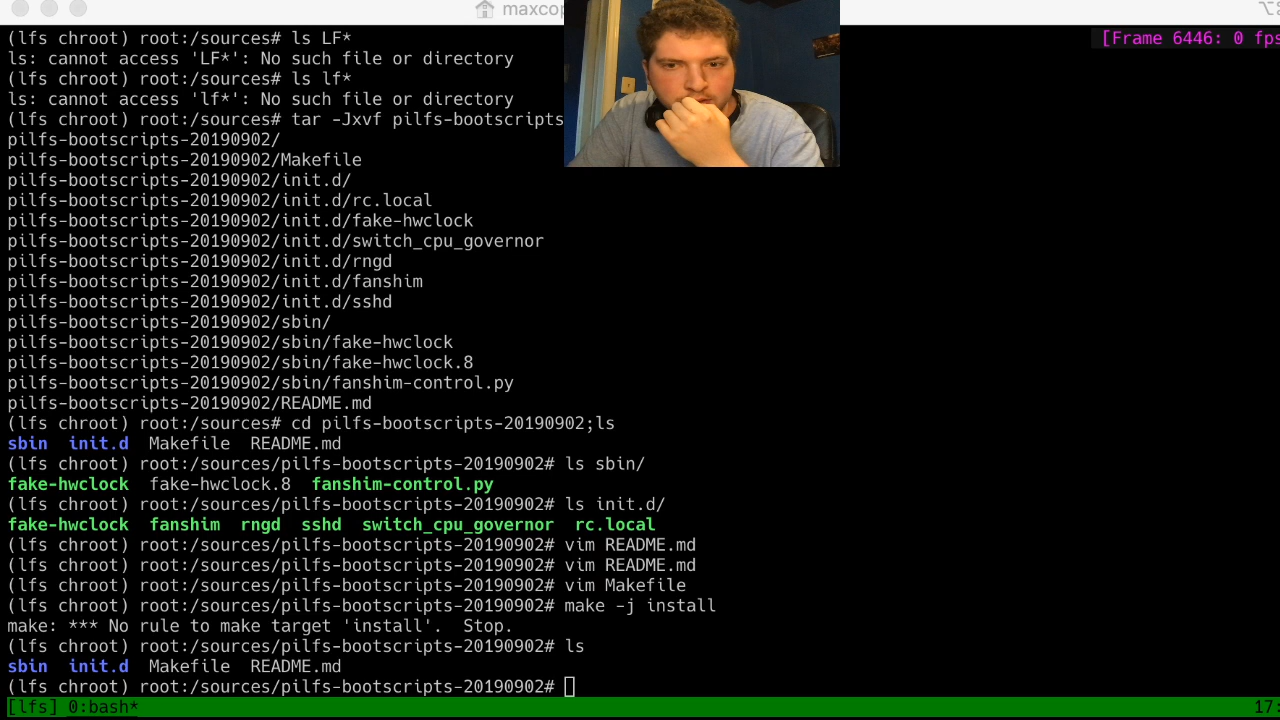 maxcop
(lfs chroot) root:/sources# ls LF*
[Frame 6446: 0 fps
ls: cannot access 'LF*': No such file or directory
(lfs chroot) root:/sources# ls lf*
ls: cannot access 'lf*': No such file or directory
(lfs chroot) root:/sources# tar -Jxvf pilfs-bootscripts
pilfs-bootscripts-20190902/
pilfs-bootscripts-20190902/Makefile
pilfs-bootscripts-20190902/init.d/
pilfs-bootscripts-20190902/init.d/rc.local
pilfs-bootscripts-20190902/init.d/fake-hwclock
pilfs-bootscripts-20190902/init.d/switch_cpu_governor
pilfs-bootscripts-20190902/init.d/rngd
pilfs-bootscripts-20190902/init.d/fanshim
pilfs-bootscripts-20190902/init.d/sshd
pilfs-bootscripts-20190902/sbin/
pilfs-bootscripts-20190902/sbin/fake-hwclock
pilfs-bootscripts-20190902/sbin/fake-hwclock.8
pilfs-bootscripts-20190902/sbin/fanshim-control.py
pilfs-bootscripts-20190902/README.md
(lfs chroot) root:/sources# cd pilfs-bootscripts-20190902;ls
sbin  init.d  Makefile  README.md
(lfs chroot) root:/sources/pilfs-bootscripts-20190902# ls sbin/
fake-hwclock  fake-hwclock.8  fanshim-control.py
(lfs chroot) root:/sources/pilfs-bootscripts-20190902# ls init.d/
fake-hwclock  fanshim  rngd  sshd  switch_cpu_governor  rc.local
(lfs chroot) root:/sources/pilfs-bootscripts-20190902# vim README.md
(lfs chroot) root:/sources/pilfs-bootscripts-20190902# vim README.md
(lfs chroot) root:/sources/pilfs-bootscripts-20190902# vim Makefile
(lfs chroot) root:/sources/pilfs-bootscripts-20190902# make -j install
make: *** No rule to make target 'install'.  Stop.
(lfs chroot) root:/sources/pilfs-bootscripts-20190902# ls
sbin  init.d  Makefile  README.md
(lfs chroot) root:/sources/pilfs-bootscripts-20190902#
[lfs] 0:bash*
17: